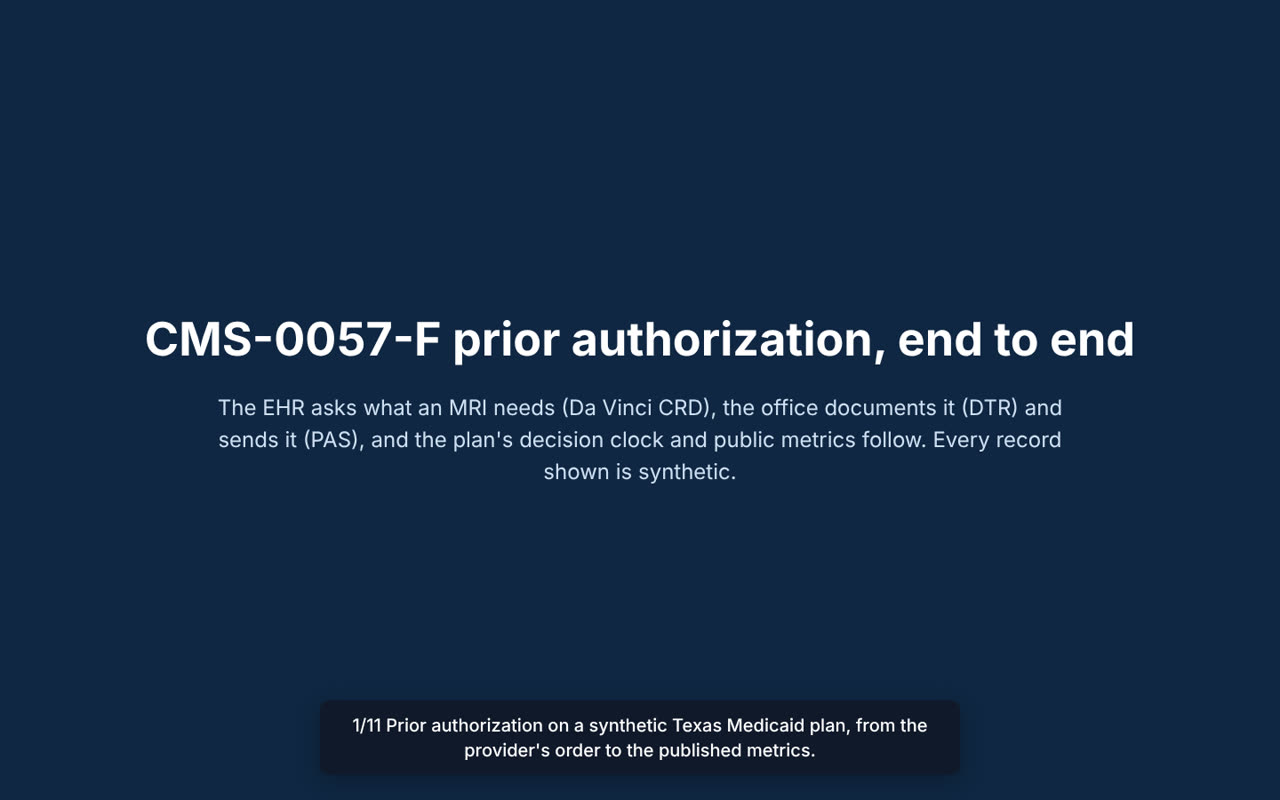 CMS-0057-F prior authorization, end to end
The EHR asks what an MRI needs (Da Vinci CRD), the office documents it (DTR) and
sends it (PAS), and the plan's decision clock and public metrics follow. Every record
shown is synthetic.
1/11 Prior authorization on a synthetic Texas Medicaid plan, from the
provider's order to the published metrics.